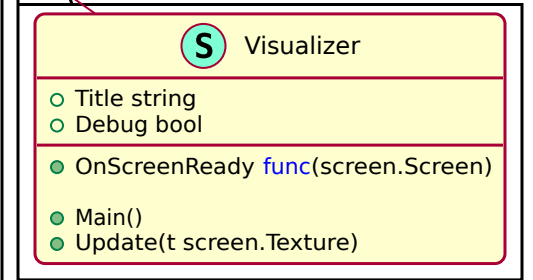 S Visualizer
Title string
Debug bool
OnScreenReady func(screen.Screen)
Main()
Update(t screen.Texture)